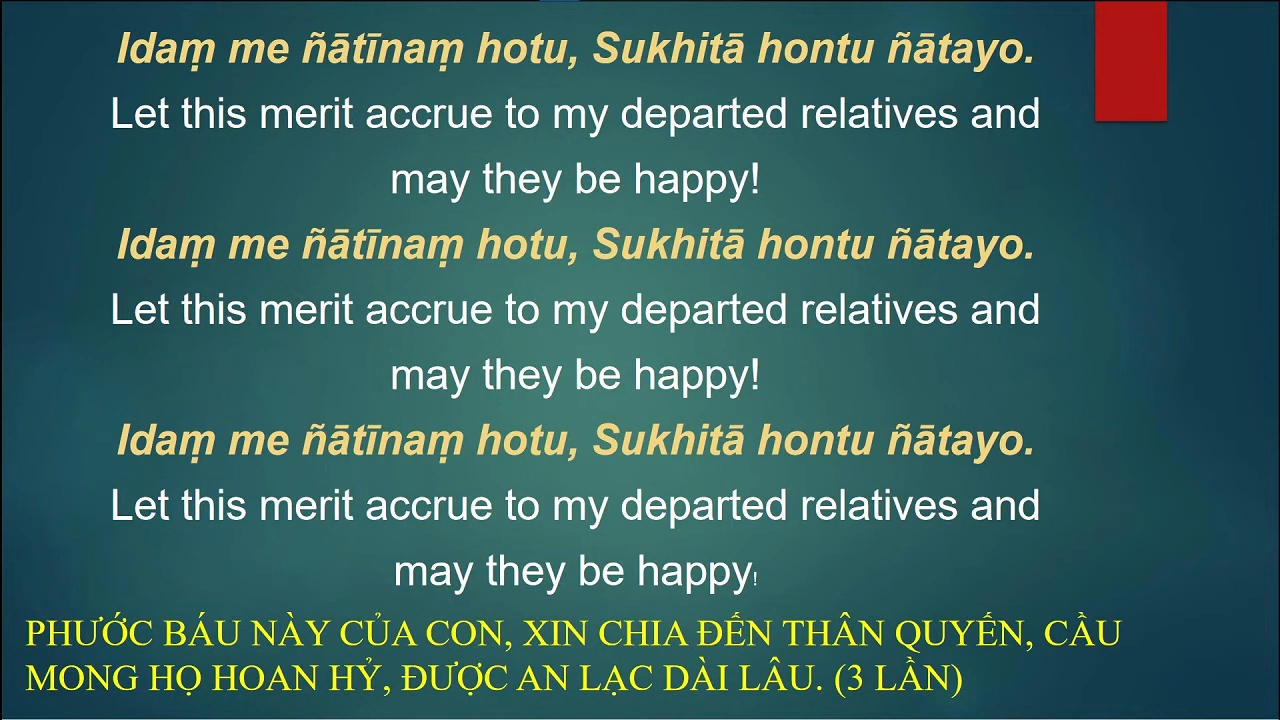 Idaṃ me ñātīnaṃ hotu, Sukhitā hontu ñātayo.
Let this merit accrue to my departed relatives and
may they be happy!
Idaṃ me ñātīnaṃ hotu, Sukhitā hontu ñātayo.
Let this merit accrue to my departed relatives and
may they be happy!
Idaṃ me ñātīnaṃ hotu, Sukhitā hontu ñātayo.
Let this merit accrue to my departed relatives and
may they be happy!
PHƯỚC BÁU NÀY CỦA CON, XIN CHIA ĐẾN THÂN QUYẾN, CẦU
MONG HỌ HOAN HỶ, ĐƯỢC AN LẠC DÀI LÂU. (3 LẦN)